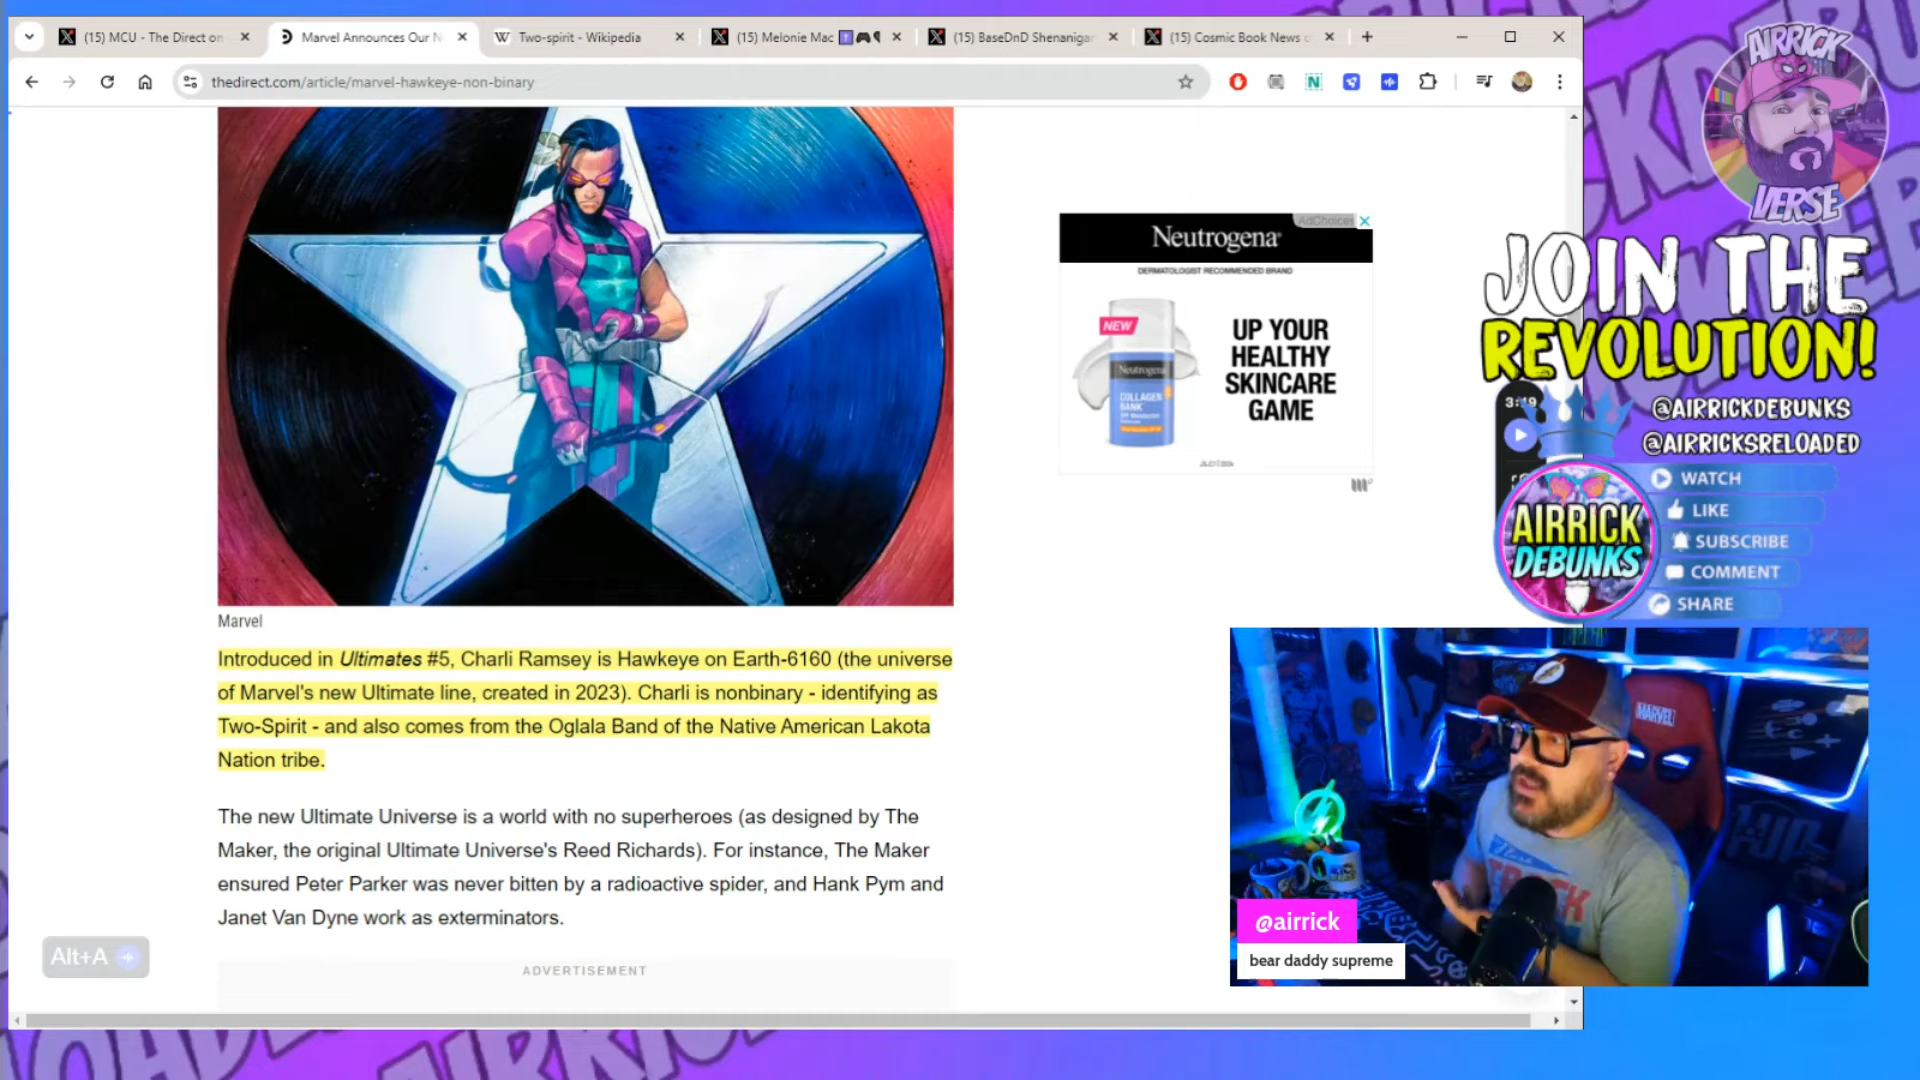 (15) MCU - The Direct on
Marvel Announces Our N
Two-spirit - Wikipedia
(15) Melonie Mac
(15) BaseDnD Shenanigan
(15) Cosmic Book News
thedirect.com/article/marvel-hawkeye-non-binary
AIRRICK
VERSE
JOIN THE
REVOLUTION!
@AIRRICKDEBUNKS
@AIRRICKSRELOADED
WATCH
LIKE
SUBSCRIBE
COMMENT
SHARE
AIRRICK
DEBUNKS
3:19
AdChoices
Neutrogena®
DERMATOLOGIST RECOMMENDED BRAND
NEW
UP YOUR
HEALTHY
SKINCARE
GAME
Neutrogena
COLLAGEN
BANK
Marvel
Introduced in Ultimates #5, Charli Ramsey is Hawkeye on Earth-6160 (the universe
of Marvel's new Ultimate line, created in 2023). Charli is nonbinary - identifying as
Two-Spirit - and also comes from the Oglala Band of the Native American Lakota
Nation tribe.
The new Ultimate Universe is a world with no superheroes (as designed by The
Maker, the original Ultimate Universe's Reed Richards). For instance, The Maker
ensured Peter Parker was never bitten by a radioactive spider, and Hank Pym and
Janet Van Dyne work as exterminators.
ADVERTISEMENT
Alt+A
MARVEL
@airrick
bear daddy supreme